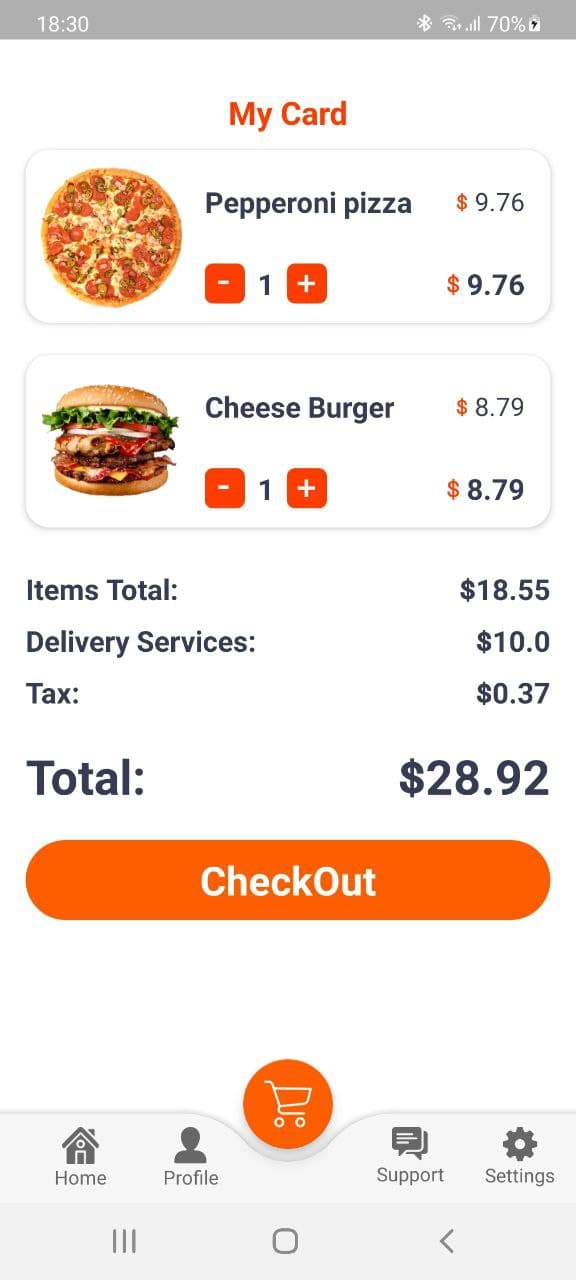 18:30 70%
My Card
Pepperoni pizza $ 9.76
- 1 + $ 9.76
Cheese Burger $ 8.79
- 1 + $ 8.79
Items Total: $18.55
Delivery Services: $10.0
Tax: $0.37
Total: $28.92
CheckOut
Home Profile Support Settings